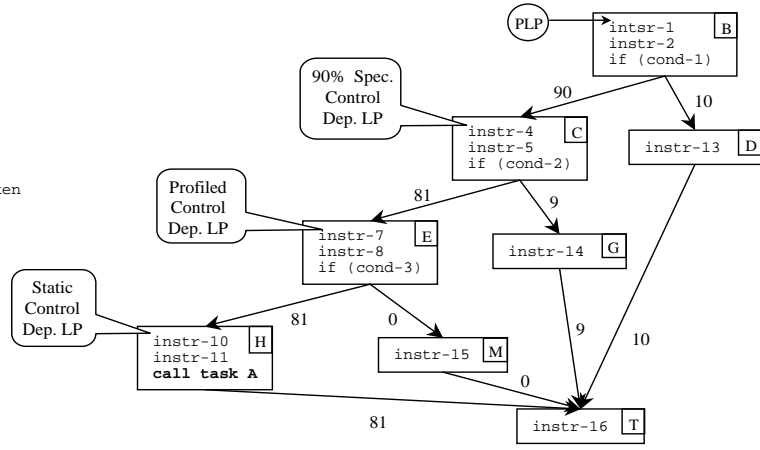 PLP
intsr-1
instr-2
if (cond-1)
B
90% Spec.
Control
Dep. LP
90
10
instr-4
instr-5
if (cond-2)
C
instr-13
D
Profiled
Control
Dep. LP
81
9
instr-7
instr-8
if (cond-3)
E
instr-14
G
Static
Control
Dep. LP
81
0
9
10
instr-10
instr-11
call task A
H
instr-15
M
0
81
instr-16
T